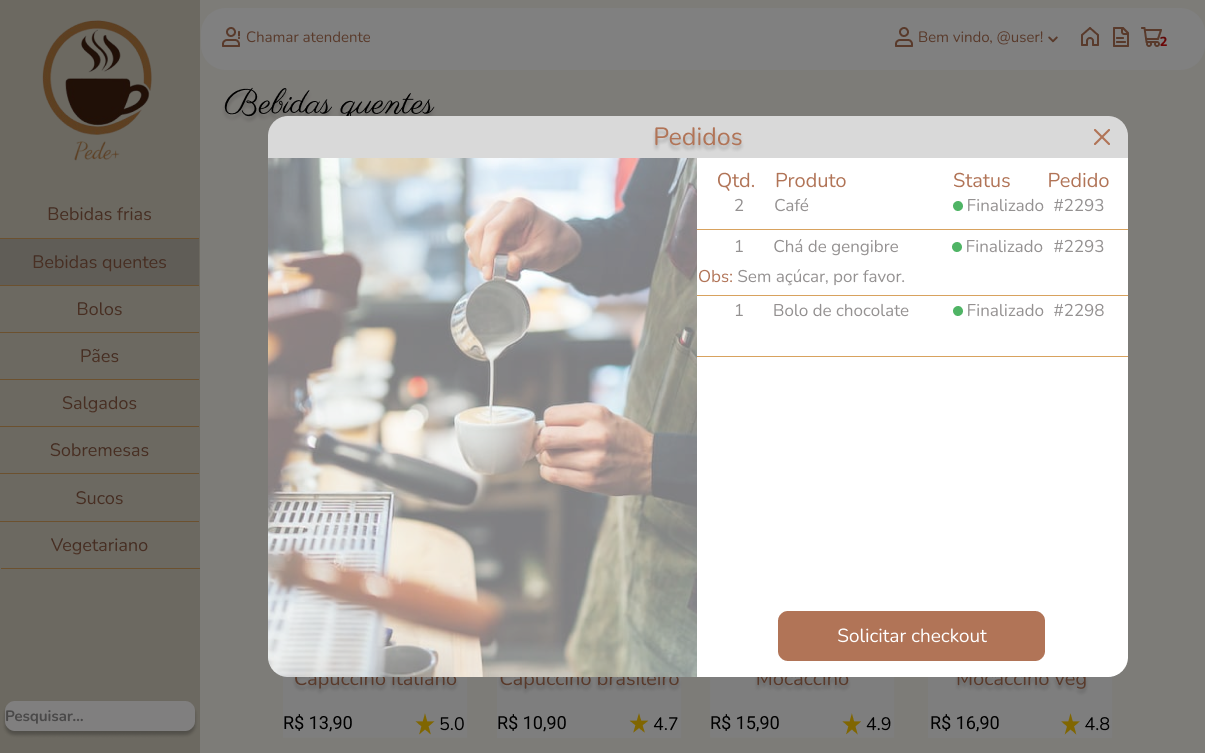 Pede+
Bebidas frias
Bebidas quentes
Bolos
Pães
Salgados
Sobremesas
Sucos
Vegetariano
Pesquisar...
Chamar atendente
Bem vindo, @user!
2
Bebidas quentes
Pedidos
Qtd. Produto Status Pedido
2 Café Finalizado #2293
1 Chá de gengibre Finalizado #2293
Obs: Sem açúcar, por favor.
1 Bolo de chocolate Finalizado #2298
Solicitar checkout
Capuccino italiano Capuccino brasileiro Mocaccino Mocaccino veg
R$ 13,90 5.0 R$ 10,90 4.7 R$ 15,90 4.9 R$ 16,90 4.8